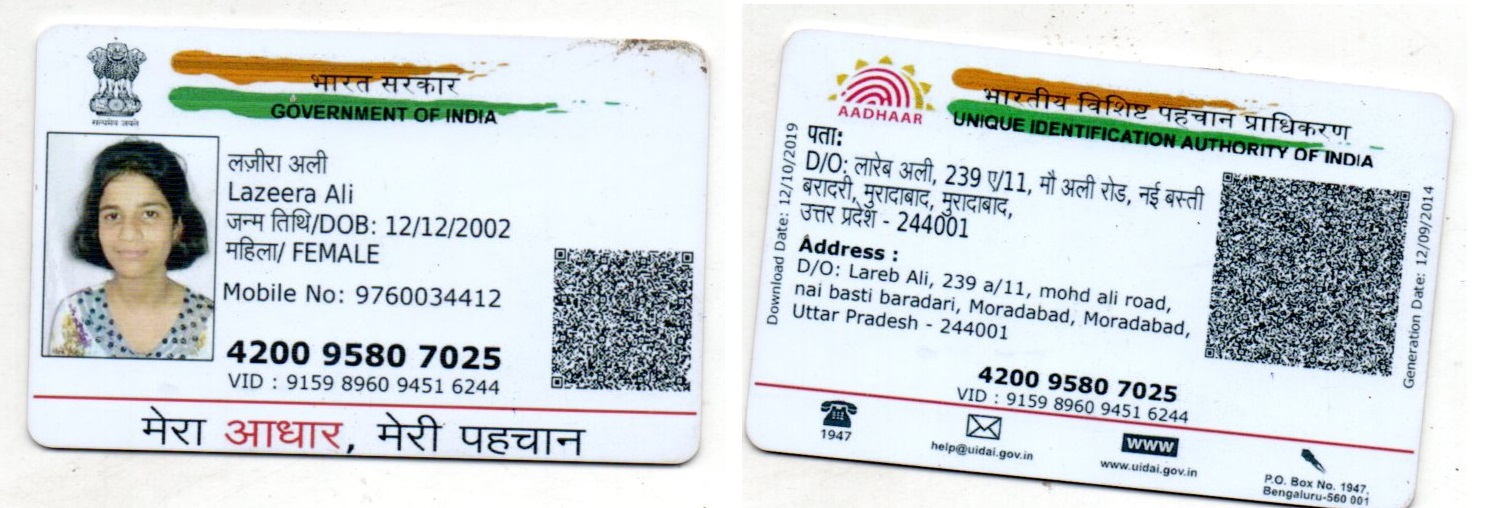 भारत सरकार
GOVERNMENT OF INDIA
सत्यमेव जयते
लज़ीरा अली
Lazeera Ali
जन्म तिथि/DOB: 12/12/2002
महिला/ FEMALE
Mobile No: 9760034412
4200 9580 7025
VID : 9159 8960 9451 6244
मेरा आधार, मेरी पहचान
AADHAAR
भारतीय विशिष्ट पहचान प्राधिकरण
UNIQUE IDENTIFICATION AUTHORITY OF INDIA
Download Date: 12/10/2019
पता:
D/O: लारेब अली, 239 ए/11, मौ अली रोड, नई बस्ती
बरादरी, मुरादाबाद, मुरादाबाद,
उत्तर प्रदेश - 244001
Address :
D/O: Lareb Ali, 239 a/11, mohd ali road,
nai basti baradari, Moradabad, Moradabad,
Uttar Pradesh - 244001
Generation Date: 12/09/2014
4200 9580 7025
VID : 9159 8960 9451 6244
1947
help@uidai.gov.in
www
www.uidai.gov.in
P.O. Box No. 1947,
Bengaluru-560 001